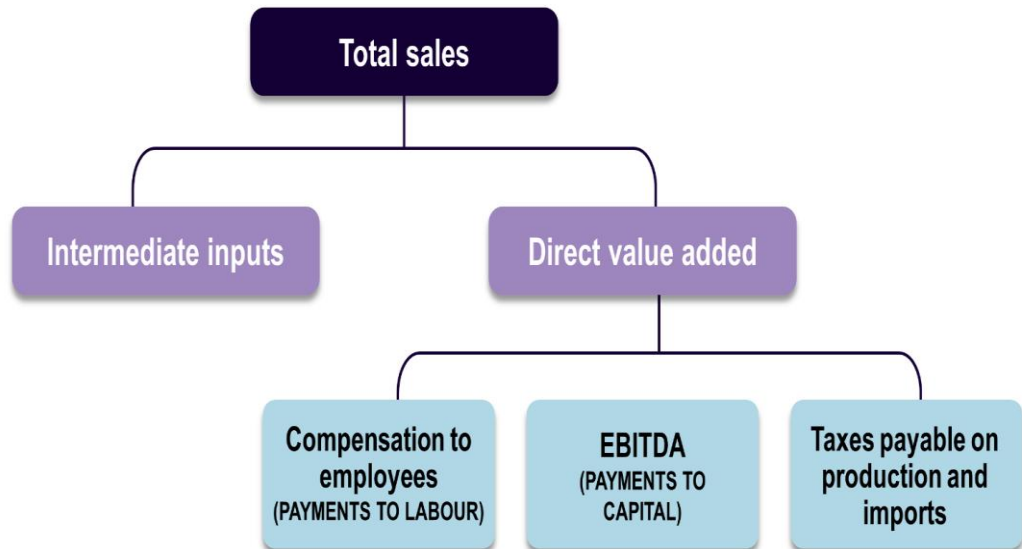 Total sales
Intermediate inputs
Direct value added
Compensation to
employees
(PAYMENTS TO LABOUR)
EBITDA
(PAYMENTS TO
CAPITAL)
Taxes payable on
production and
imports